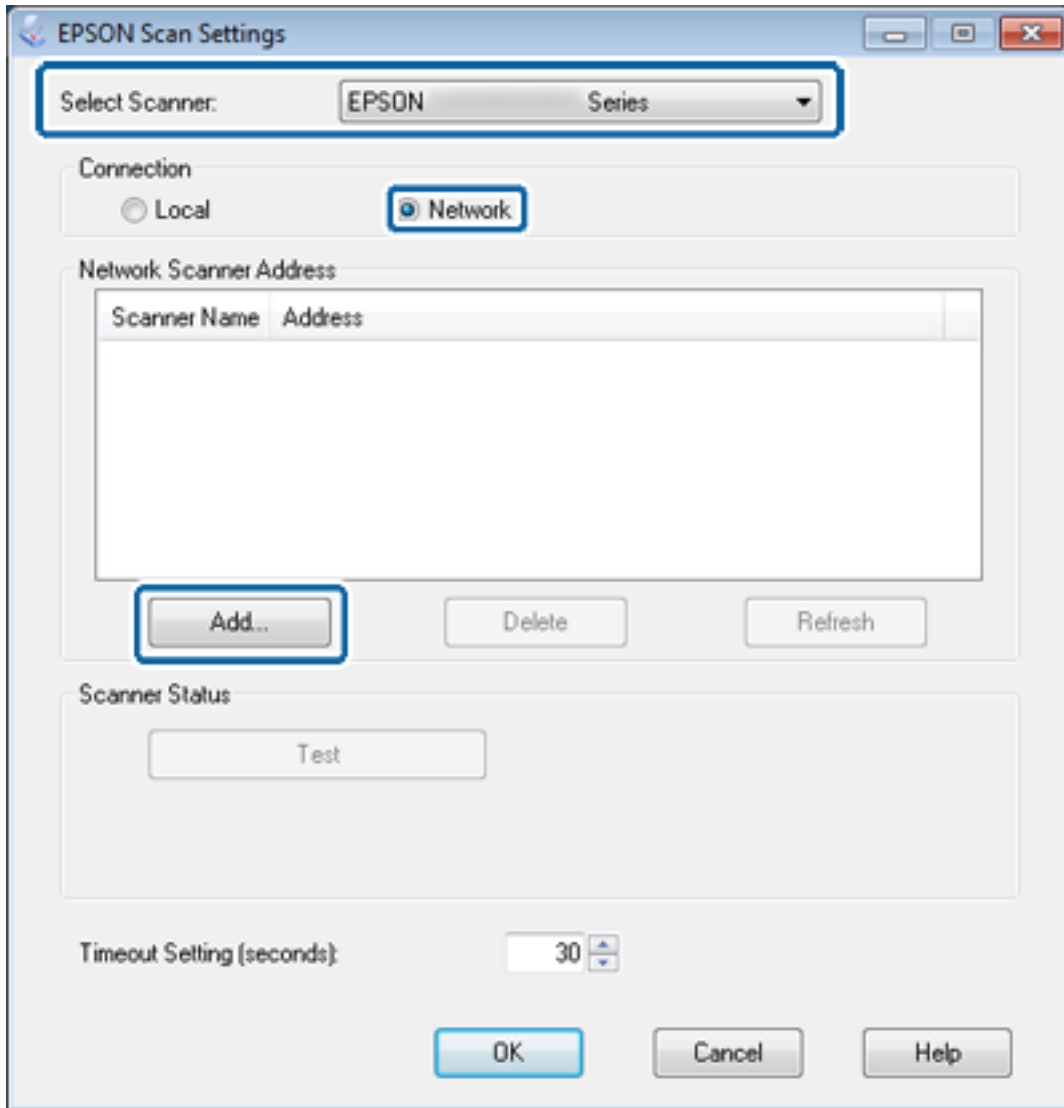 EPSON Scan Settings
Select Scanner: EPSON Series
Connection
Local Network
Network Scanner Address
Scanner Name Address
Add... Delete Refresh
Scanner Status
Test
Timeout Setting (seconds): 30
OK Cancel Help